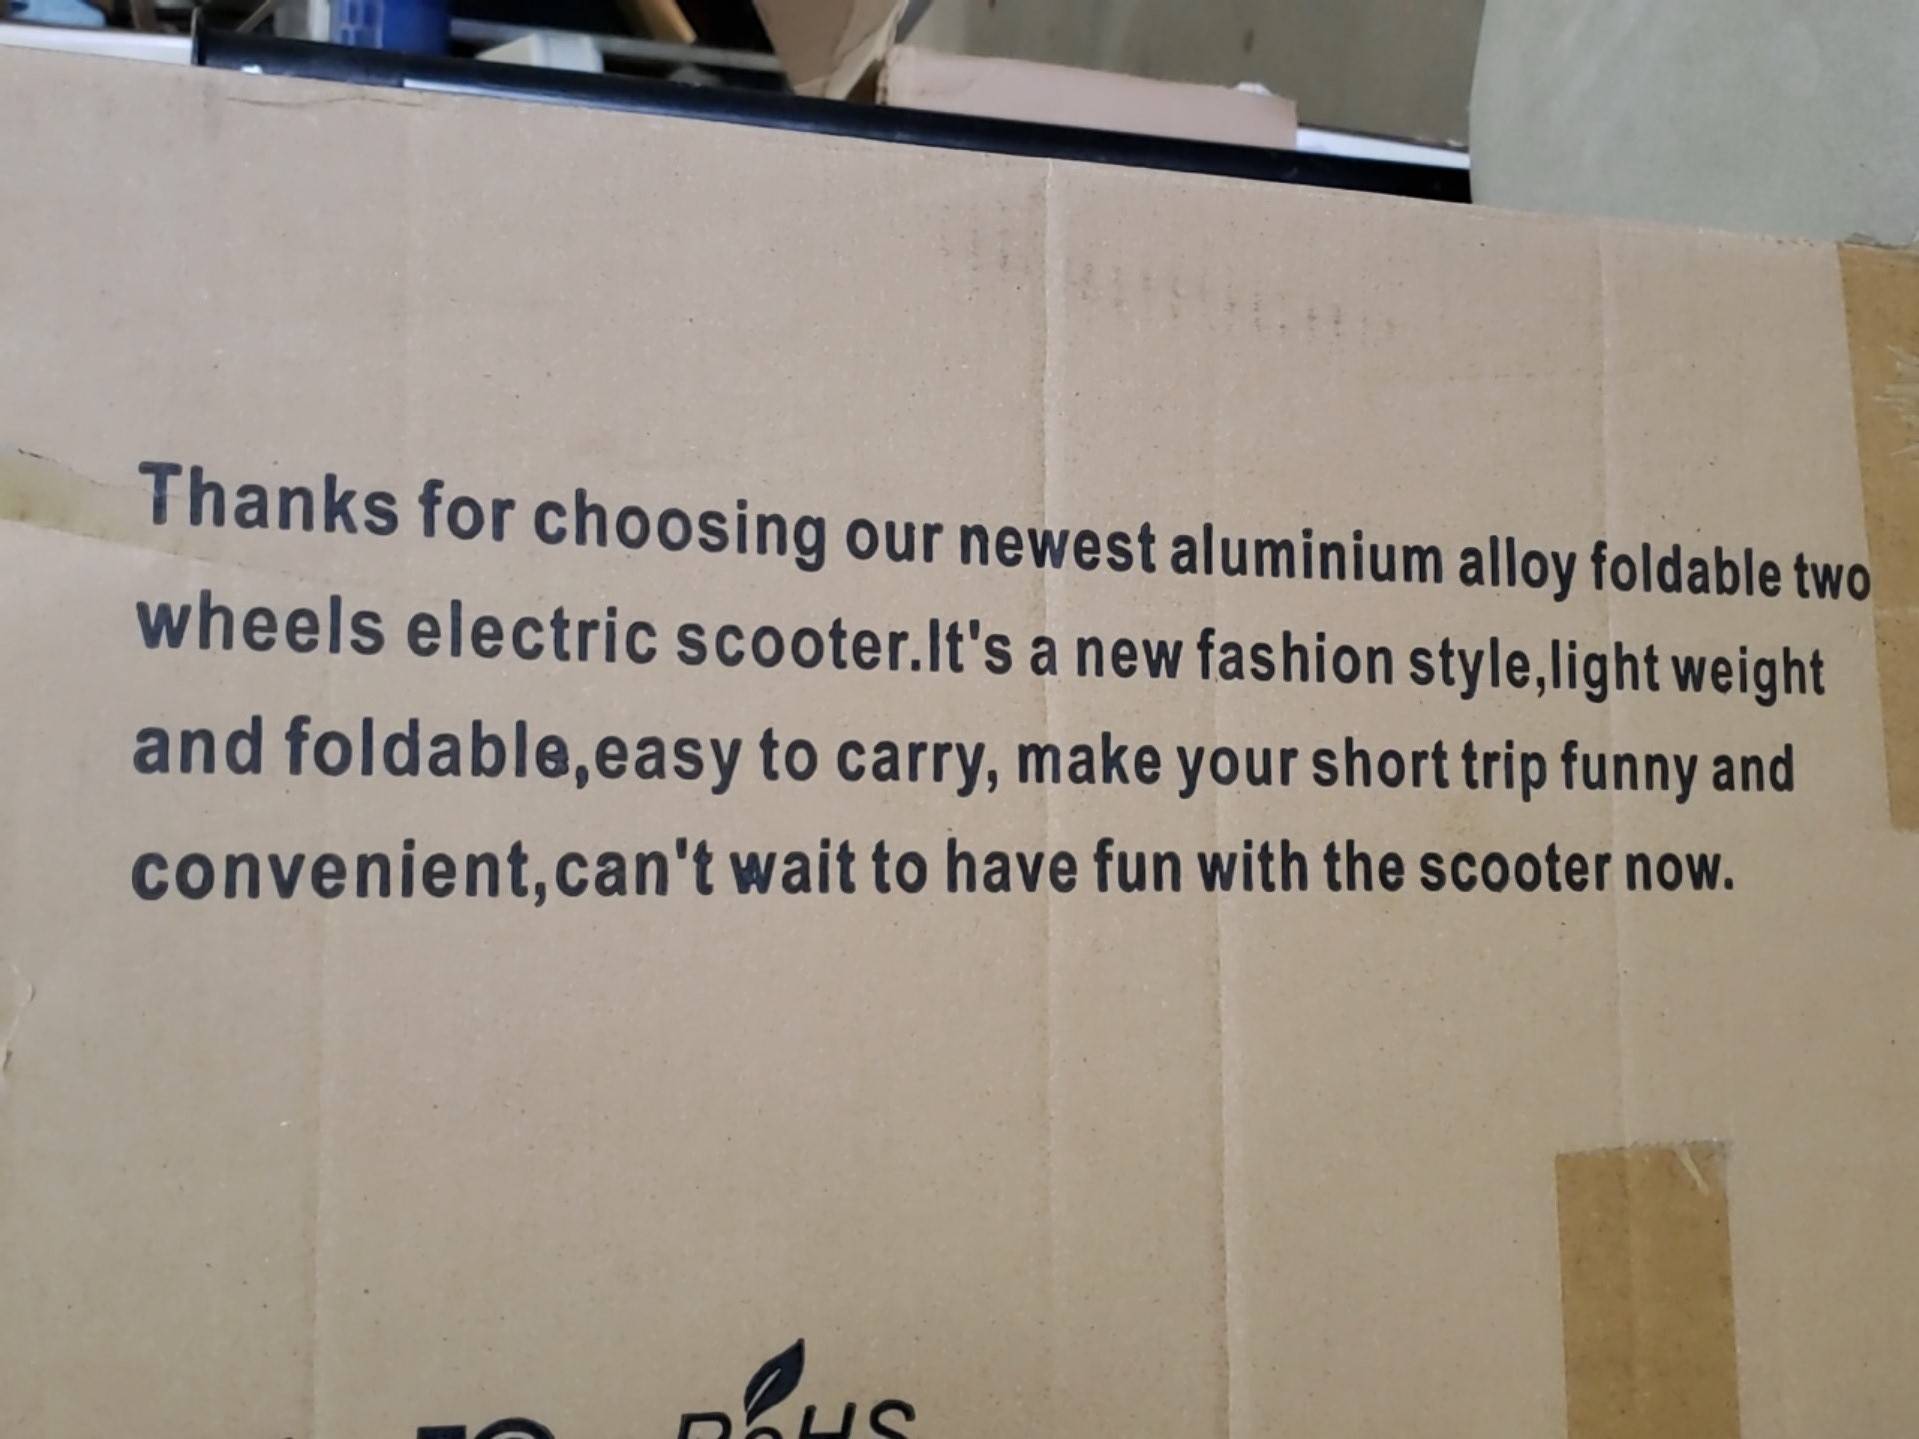 Thanks for choosing our newest aluminium alloy foldable two
wheels electric scooter.It's a new fashion style,light weight
and foldable,easy to carry, make your short trip funny and
convenient,can't wait to have fun with the scooter now.
RoHS